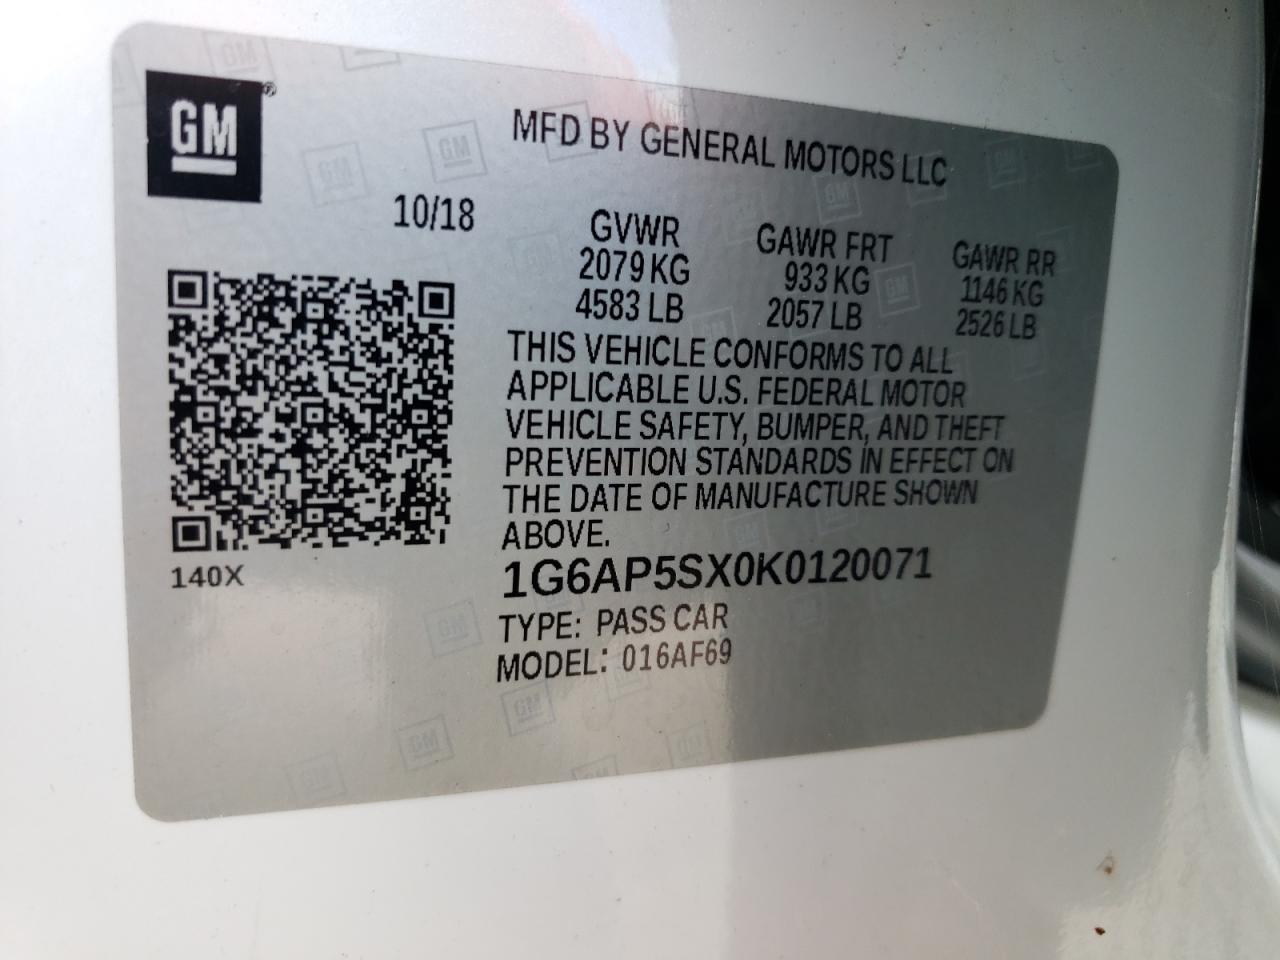 GM
MFD BY GENERAL MOTORS LLC
10/18
GVWR GAWR FRT GAWR RR
2079 KG 933 KG 1146 KG
4583 LB 2057 LB 2526 LB
THIS VEHICLE CONFORMS TO ALL
APPLICABLE U.S. FEDERAL MOTOR
VEHICLE SAFETY, BUMPER, AND THEFT
PREVENTION STANDARDS IN EFFECT ON
THE DATE OF MANUFACTURE SHOWN
ABOVE.
140X
1G6AP5SX0K0120071
TYPE: PASS CAR
MODEL: 016AF69